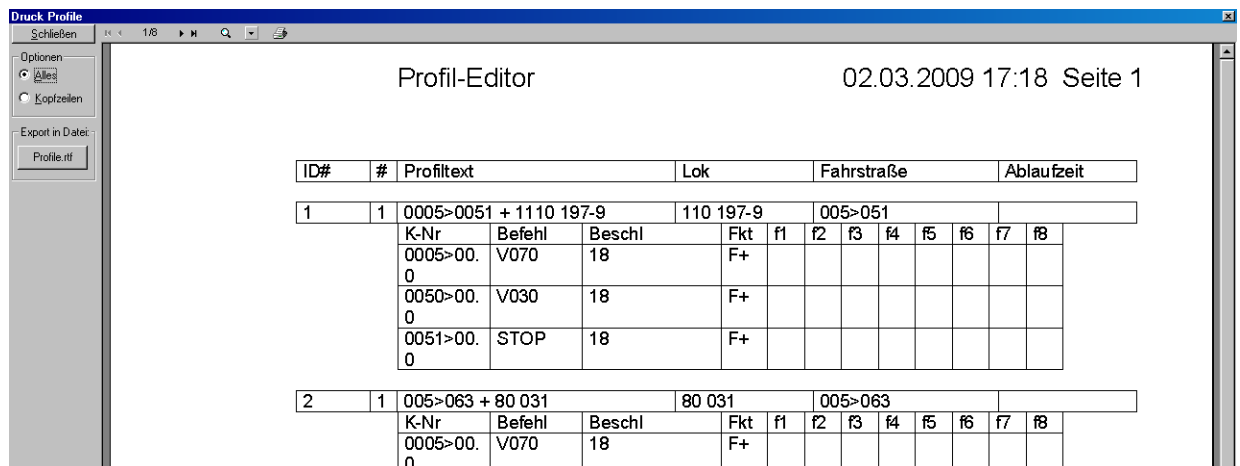 Druck Profile
Schließen 1/8
Optionen
Alles
Kopfzeilen
Export in Datei:
Profile.rtf
Profil-Editor 02.03.2009 17:18 Seite 1
ID# # Profiltext Lok Fahrstraße Ablaufzeit
1 1 0005>0051 + 1110 197-9 110 197-9 005>051
K-Nr Befehl Beschl Fkt f1 f2 f3 f4 f5 f6 f7 f8
0005>00. V070 18 F+
0
0050>00. V030 18 F+
0
0051>00. STOP 18 F+
0
2 1 005>063 + 80 031 80 031 005>063
K-Nr Befehl Beschl Fkt f1 f2 f3 f4 f5 f6 f7 f8
0005>00. V070 18 F+
0